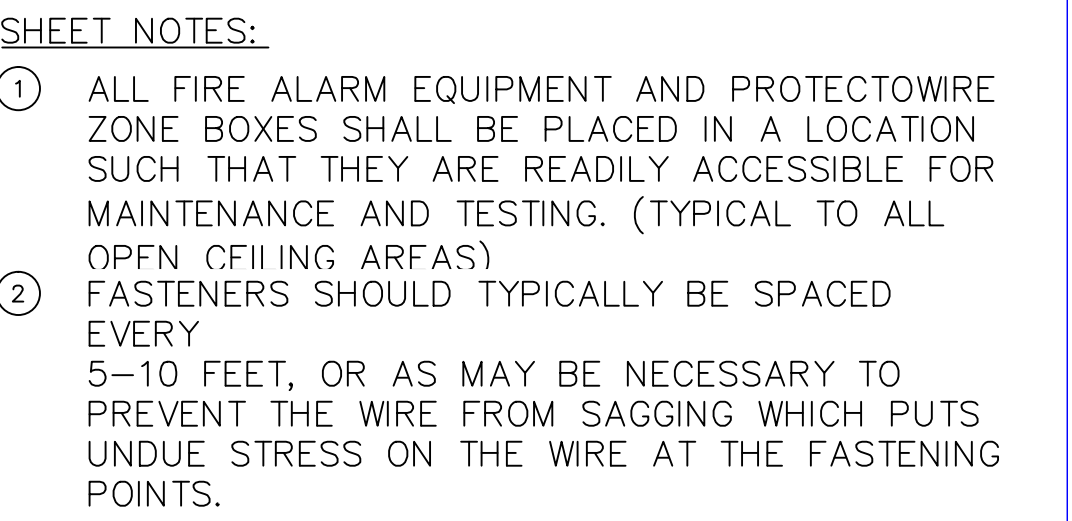 SHEET NOTES:
1 ALL FIRE ALARM EQUIPMENT AND PROTECTOWIRE
ZONE BOXES SHALL BE PLACED IN A LOCATION
SUCH THAT THEY ARE READILY ACCESSIBLE FOR
MAINTENANCE AND TESTING. (TYPICAL TO ALL
OPEN CEILING AREAS)
2 FASTENERS SHOULD TYPICALLY BE SPACED
EVERY
5–10 FEET, OR AS MAY BE NECESSARY TO
PREVENT THE WIRE FROM SAGGING WHICH PUTS
UNDUE STRESS ON THE WIRE AT THE FASTENING
POINTS.